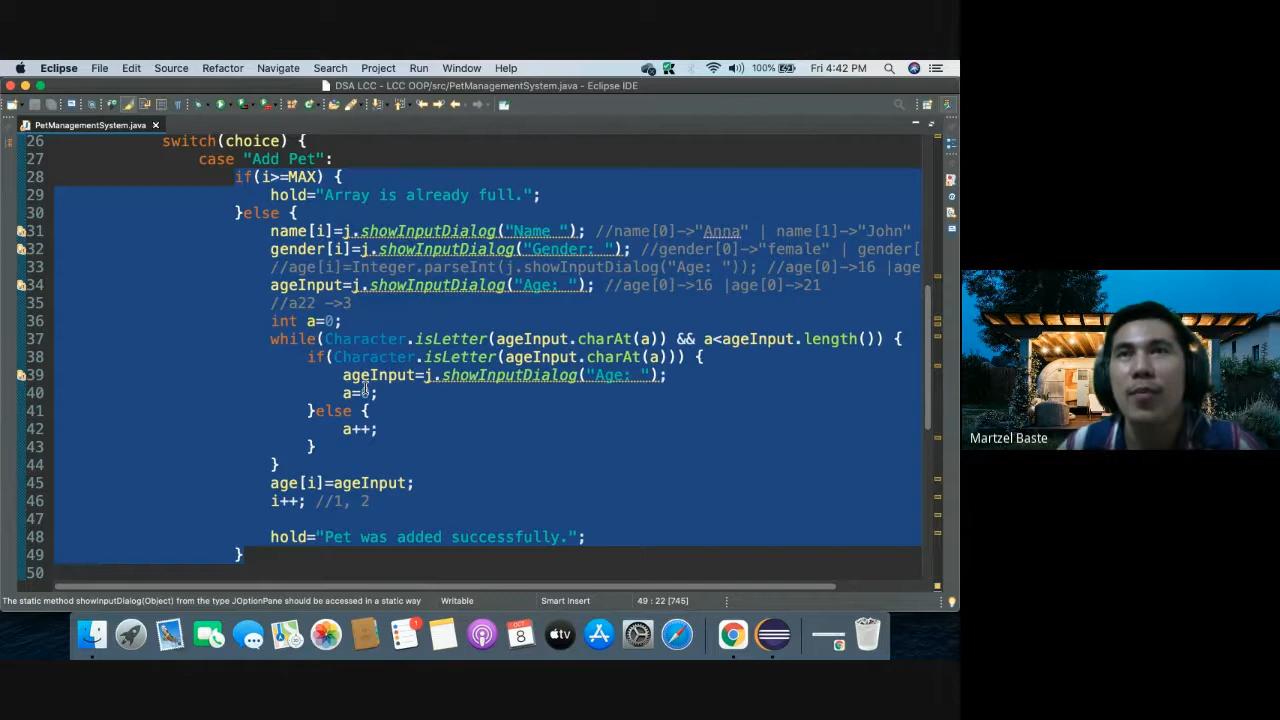 Eclipse File Edit Source Refactor Navigate Search Project Run Window Help 100% Fri 4:42 PM
DSA LCC - LCC OOP/src/PetManagementSystem.java - Eclipse IDE
PetManagementSystem.java
26 switch(choice) {
27 case "Add Pet":
28 if(i>=MAX) {
29 hold="Array is already full.";
30 }else {
31 name[i]=j.showInputDialog("Name "); //name[0]->"Anna" | name[1]->"John"
32 gender[i]=j.showInputDialog("Gender: "); //gender[0]->"female" | gender[
33 //age[i]=Integer.parseInt(j.showInputDialog("Age: ")); //age[0]->16 |age
34 ageInput=j.showInputDialog("Age: "); //age[0]->16 |age[0]->21
35 //a22 ->3
36 int a=0;
37 while(Character.isLetter(ageInput.charAt(a)) && a<ageInput.length()) {
38 if(Character.isLetter(ageInput.charAt(a))) {
39 ageInput=j.showInputDialog("Age: ");
40 a=0;
41 }else {
42 a++;
43 }
44 }
45 age[i]=ageInput;
46 i++; //1, 2
47
48 hold="Pet was added successfully.";
49 }
50
The static method showInputDialog(Object) from the type JOptionPane should be accessed in a static way Writable Smart Insert 49 : 22 [745]
1
OCT
8
tv
Martzel Baste